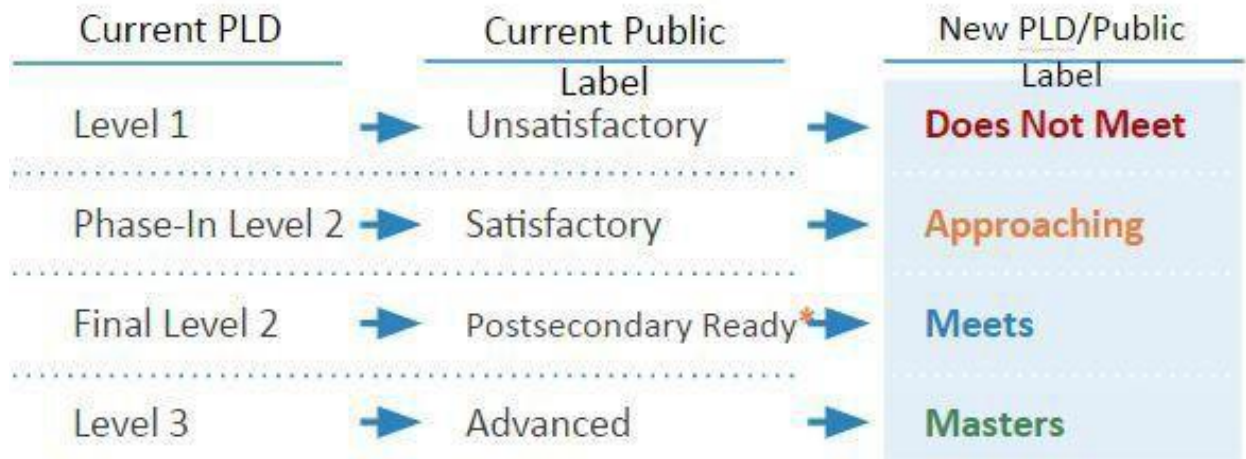 Current PLD Current Public Label New PLD/Public Label
Level 1 Unsatisfactory Does Not Meet
Phase-In Level 2 Satisfactory Approaching
Final Level 2 Postsecondary Ready* Meets
Level 3 Advanced Masters